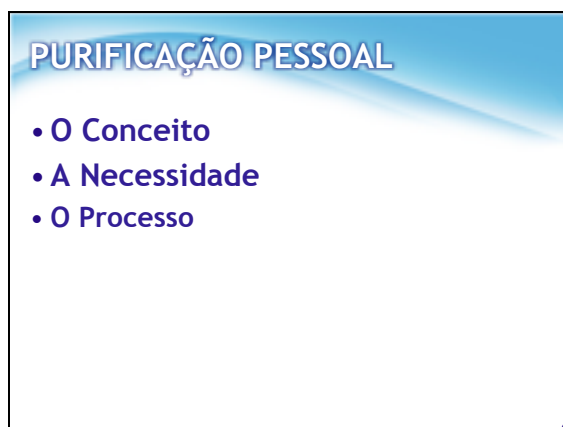 PURIFICAÇÃO PESSOAL
• O Conceito
• A Necessidade
• O Processo